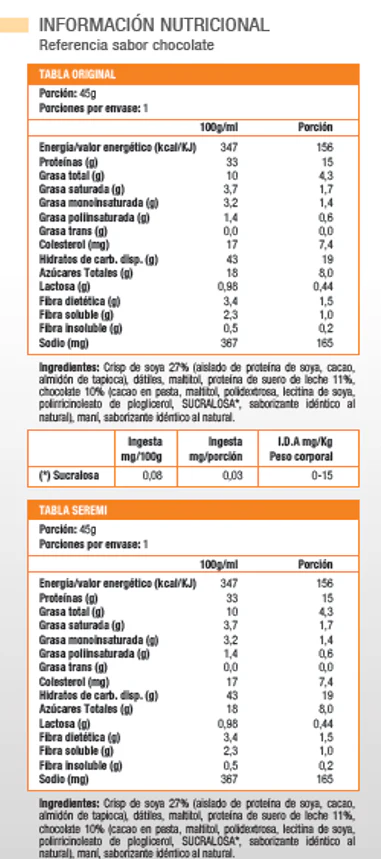 INFORMACIÓN NUTRICIONAL
Referencia sabor chocolate
TABLA ORIGINAL
Porción: 45g
Porciones por envase: 1
100g/ml Porción
Energía/valor energético (kcal/KJ) 347 156
Proteínas (g) 33 15
Grasa total (g) 10 4,3
Grasa saturada (g) 3,7 1,7
Grasa monoinsaturada (g) 3,2 1,4
Grasa poliinsaturada (g) 1,4 0,6
Grasa trans (g) 0,0 0,0
Colesterol (mg) 17 7,4
Hidratos de carb. disp. (g) 43 19
Azúcares Totales (g) 18 8,0
Lactosa (g) 0,98 0,44
Fibra dietética (g) 3,4 1,5
Fibra soluble (g) 2,3 1,0
Fibra insoluble (g) 0,5 0,2
Sodio (mg) 367 165
Ingredientes: Crisp de soya 27% (aislado de proteína de soya, cacao,
almidón de tapioca), dátiles, maltitol, proteína de suero de leche 11%,
chocolate 10% (cacao en pasta, maltitol, polidextrosa, lecitina de soya,
polirricinoleato de ploglicerol, SUCRALOSA*, saborizante idéntico al
natural), maní, saborizante idéntico al natural.
Ingesta Ingesta I.D.A mg/Kg
mg/100g mg/porción Peso corporal
(*) Sucralosa 0,08 0,03 0-15
TABLA SEREMI
Porción: 45g
Porciones por envase: 1
100g/ml Porción
Energía/valor energético (kcal/KJ) 347 156
Proteínas (g) 33 15
Grasa total (g) 10 4,3
Grasa saturada (g) 3,7 1,7
Grasa monoinsaturada (g) 3,2 1,4
Grasa poliinsaturada (g) 1,4 0,6
Grasa trans (g) 0,0 0,0
Colesterol (mg) 17 7,4
Hidratos de carb. disp. (g) 43 19
Azúcares Totales (g) 18 8,0
Lactosa (g) 0,98 0,44
Fibra dietética (g) 3,4 1,5
Fibra soluble (g) 2,3 1,0
Fibra insoluble (g) 0,5 0,2
Sodio (mg) 367 165
Ingredientes: Crisp de soya 27% (aislado de proteína de soya, cacao,
almidón de tapioca), dátiles, maltitol, proteína de suero de leche 11%,
chocolate 10% (cacao en pasta, maltitol, polidextrosa, lecitina de soya,
polirricinoleato de ploglicerol, SUCRALOSA*, saborizante idéntico al
natural), maní, saborizante idéntico al natural.